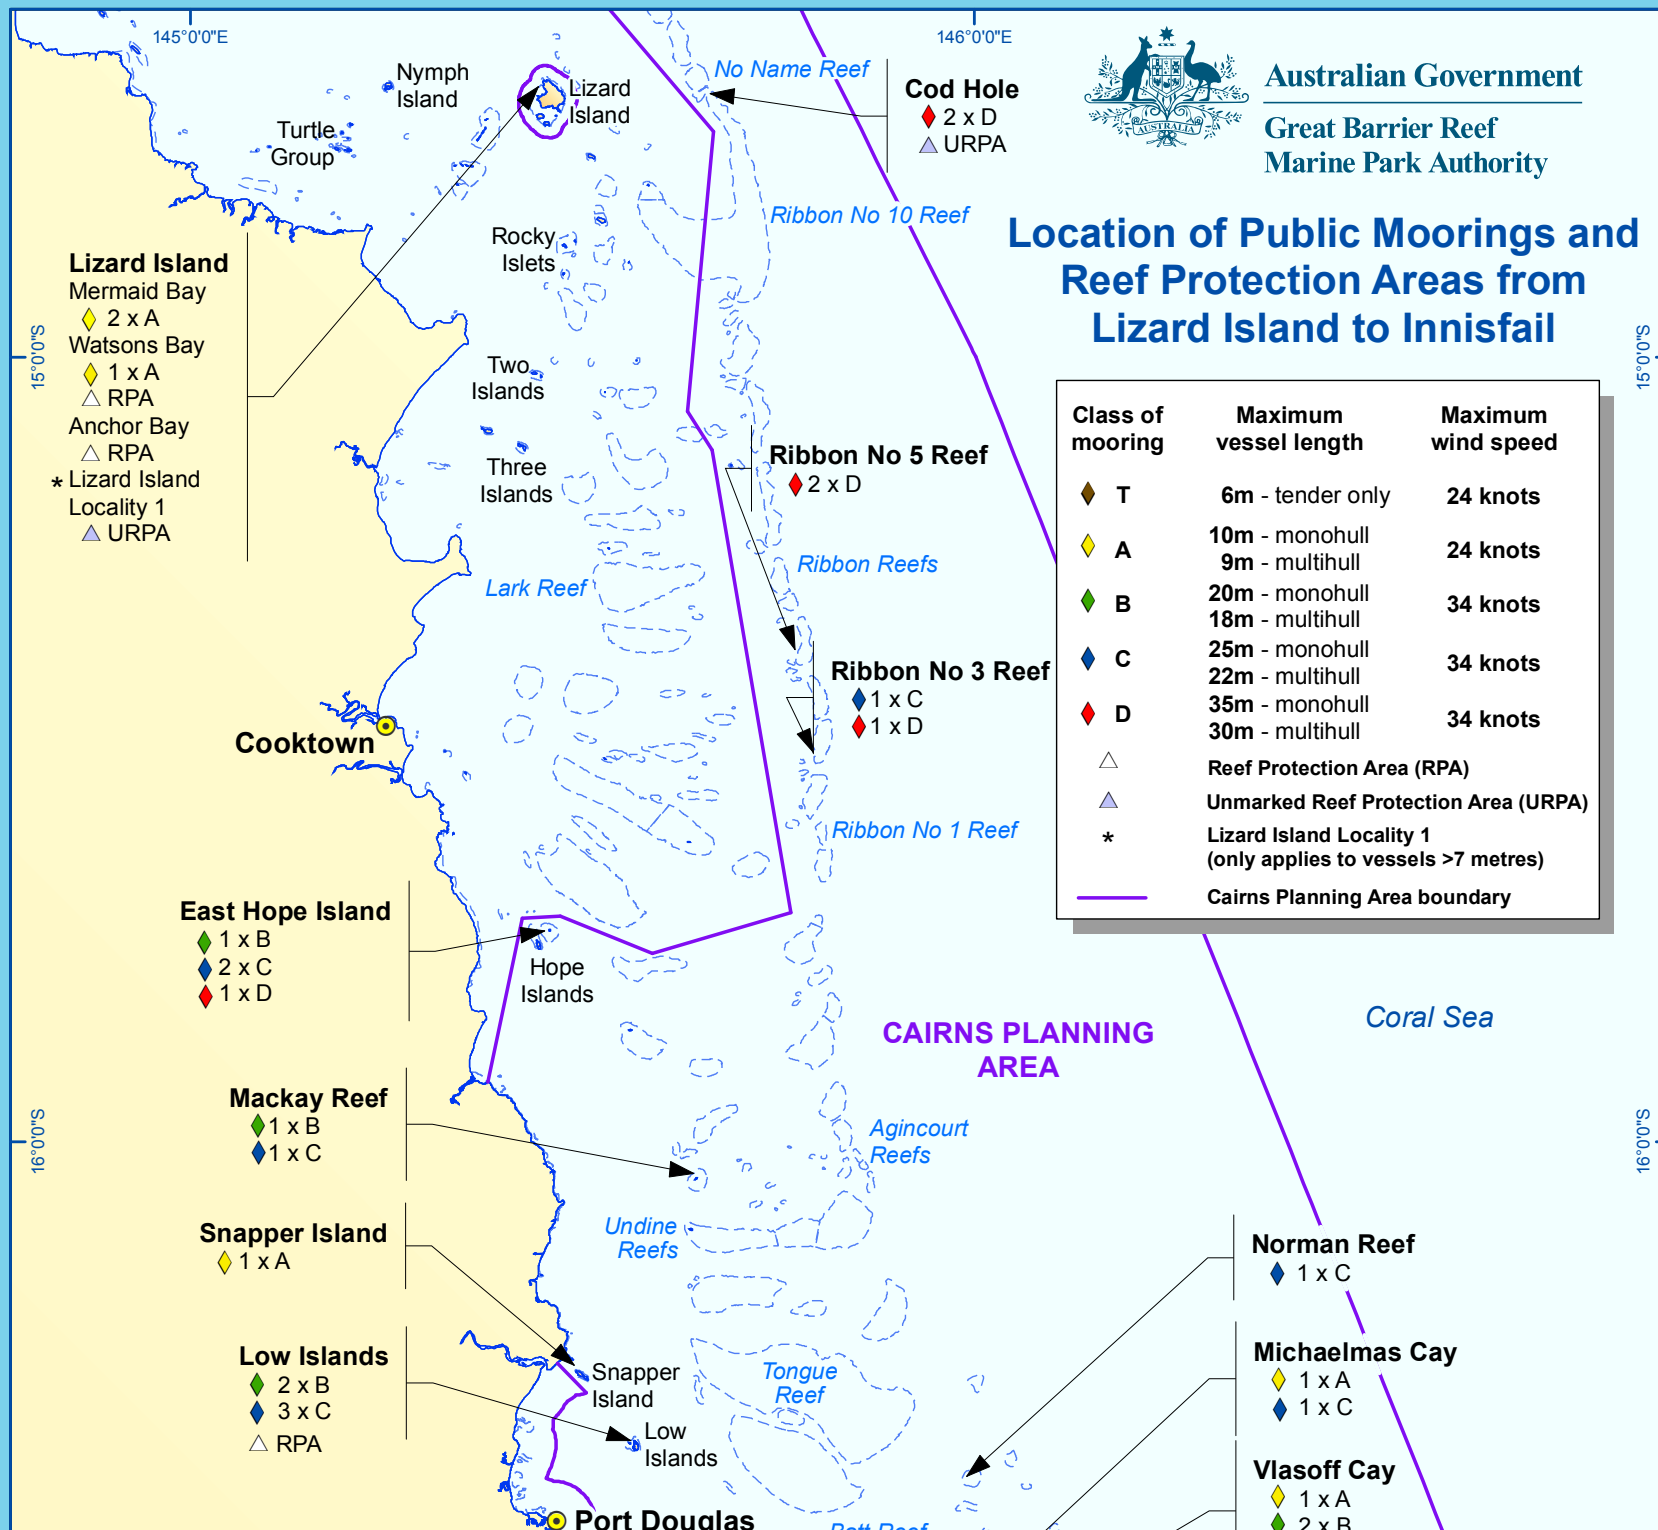 145°0'0"E
146°0'0"E
Australian Government
Great Barrier Reef
Marine Park Authority
AUSTRALIA
Location of Public Moorings and
Reef Protection Areas from
Lizard Island to Innisfail
Nymph
Island
Lizard
Island
Turtle
Group
No Name Reef
Cod Hole
2 x D
URPA
Ribbon No 10 Reef
Rocky
Islets
Lizard Island
Mermaid Bay
2 x A
Watsons Bay
1 x A
RPA
Anchor Bay
RPA
* Lizard Island
Locality 1
URPA
15°0'0"S
15°0'0"S
Two
Islands
Three
Islands
Ribbon No 5 Reef
2 x D
Lark Reef
Ribbon Reefs
Class of
mooring
Maximum
vessel length
Maximum
wind speed
T
6m - tender only
24 knots
A
10m - monohull
9m - multihull
24 knots
B
20m - monohull
18m - multihull
34 knots
C
25m - monohull
22m - multihull
34 knots
D
35m - monohull
30m - multihull
34 knots
Reef Protection Area (RPA)
Unmarked Reef Protection Area (URPA)
*
Lizard Island Locality 1
(only applies to vessels >7 metres)
Cairns Planning Area boundary
Ribbon No 3 Reef
1 x C
1 x D
Cooktown
Ribbon No 1 Reef
East Hope Island
1 x B
2 x C
1 x D
Hope
Islands
CAIRNS PLANNING
AREA
Coral Sea
Mackay Reef
1 x B
1 x C
16°0'0"S
16°0'0"S
Agincourt
Reefs
Undine
Reefs
Snapper Island
1 x A
Norman Reef
1 x C
Low Islands
2 x B
3 x C
RPA
Snapper
Island
Tongue
Reef
Michaelmas Cay
1 x A
1 x C
Low
Islands
Vlasoff Cay
1 x A
2 x B
Port Douglas
Batt Reef